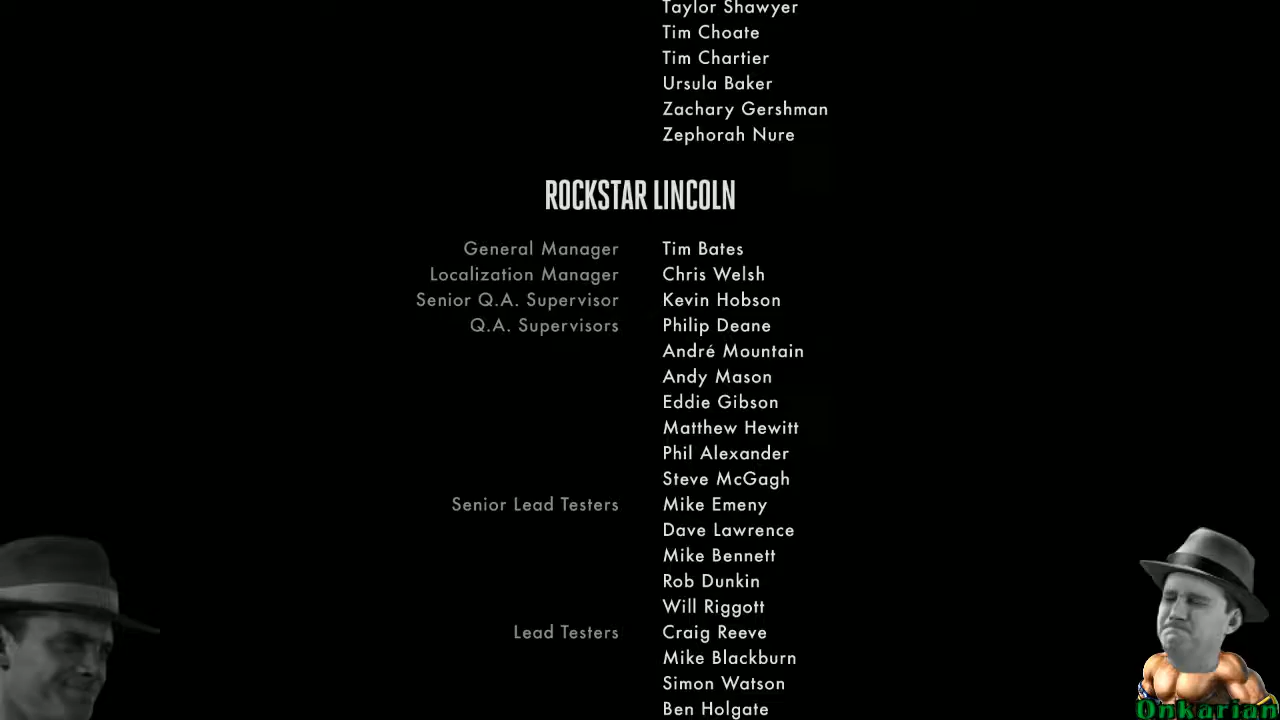 Taylor Shawyer
Tim Choate
Tim Chartier
Ursula Baker
Zachary Gershman
Zephorah Nure
ROCKSTAR LINCOLN
General Manager Tim Bates
Localization Manager Chris Welsh
Senior Q.A. Supervisor Kevin Hobson
Q.A. Supervisors Philip Deane
André Mountain
Andy Mason
Eddie Gibson
Matthew Hewitt
Phil Alexander
Steve McGagh
Senior Lead Testers Mike Emeny
Dave Lawrence
Mike Bennett
Rob Dunkin
Will Riggott
Lead Testers Craig Reeve
Mike Blackburn
Simon Watson
Ben Holgate
Onkarian